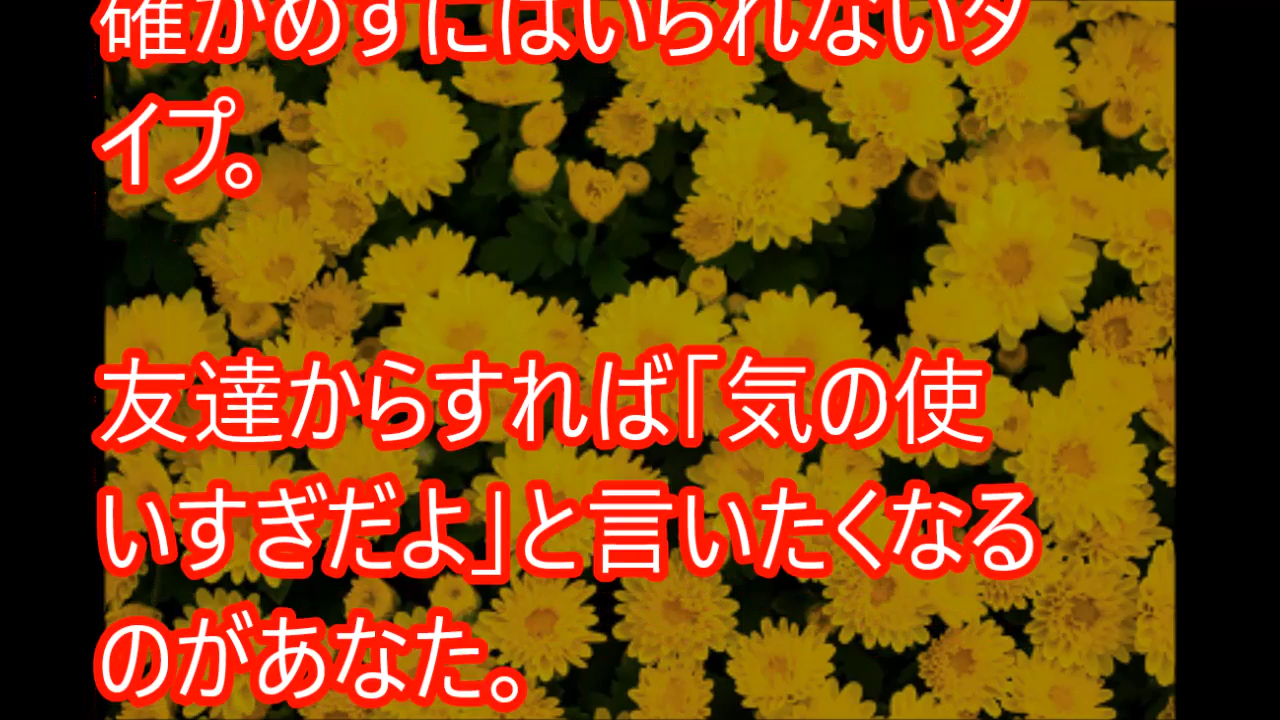 確かめずにはいられないタ
イプ。
友達からすれば「気の使
いすぎだよ」と言いたくなる
のがあなた。